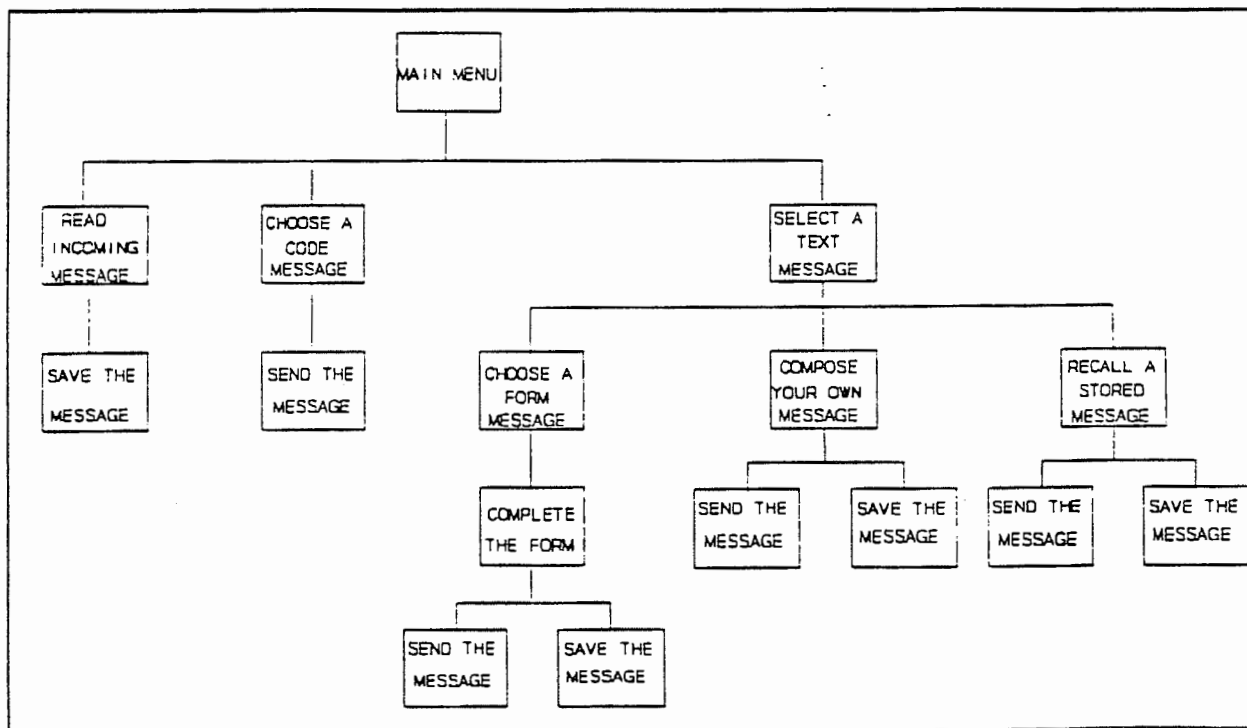 MAIN MENU
READ
INCOMING
MESSAGE
CHOOSE A
CODE
MESSAGE
SELECT A
TEXT
MESSAGE
SAVE THE
MESSAGE
SEND THE
MESSAGE
CHOOSE A
FORM
MESSAGE
COMPOSE
YOUR OWN
MESSAGE
RECALL A
STORED
MESSAGE
COMPLETE
THE FORM
SEND THE
MESSAGE
SAVE THE
MESSAGE
SEND THE
MESSAGE
SAVE THE
MESSAGE
SEND THE
MESSAGE
SAVE THE
MESSAGE